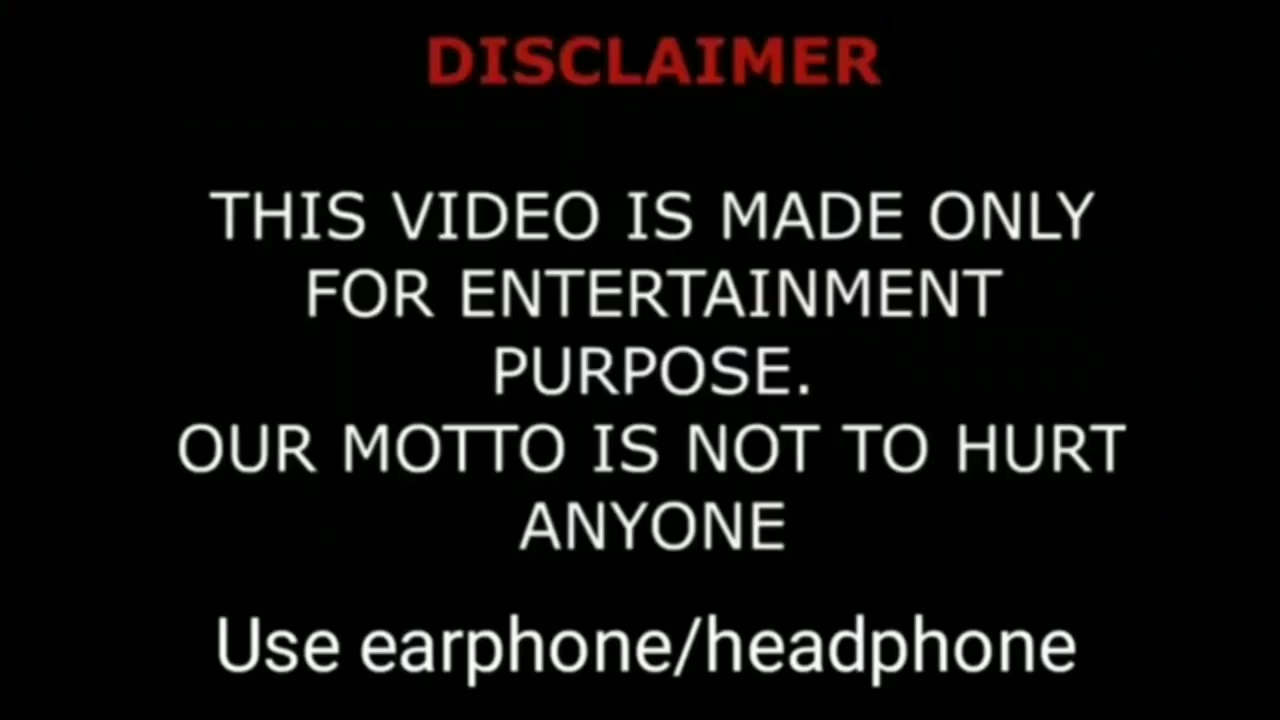 DISCLAIMER
THIS VIDEO IS MADE ONLY
FOR ENTERTAINMENT
PURPOSE.
OUR MOTTO IS NOT TO HURT
ANYONE
Use earphone/headphone